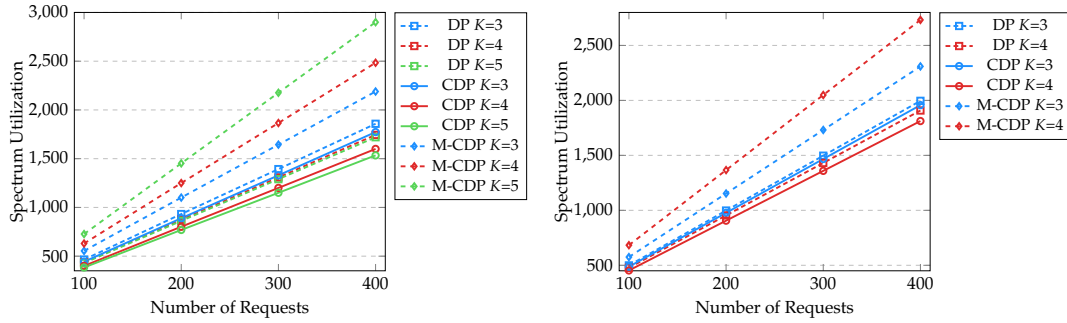 3,000
2,500
2,000
1,500
1,000
500
100
200
300
400
Spectrum Utilization
Number of Requests
DP K=3
DP K=4
DP K=5
CDP K=3
CDP K=4
CDP K=5
M-CDP K=3
M-CDP K=4
M-CDP K=5
2,500
2,000
1,500
1,000
500
100
200
300
400
Spectrum Utilization
Number of Requests
DP K=3
DP K=4
CDP K=3
CDP K=4
M-CDP K=3
M-CDP K=4